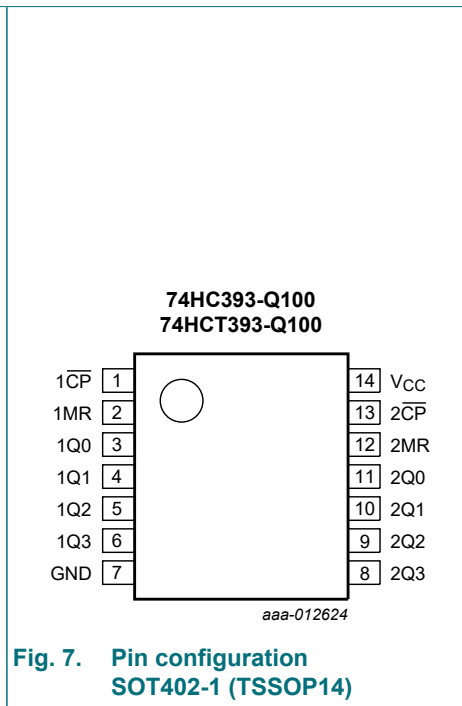 74HC393-Q100
74HCT393-Q100
1C̅P̅ 1 14 VCC
1MR 2 13 2C̅P̅
1Q0 3 12 2MR
1Q1 4 11 2Q0
1Q2 5 10 2Q1
1Q3 6 9 2Q2
GND 7 8 2Q3
aaa-012624
Fig. 7. Pin configuration
SOT402-1 (TSSOP14)